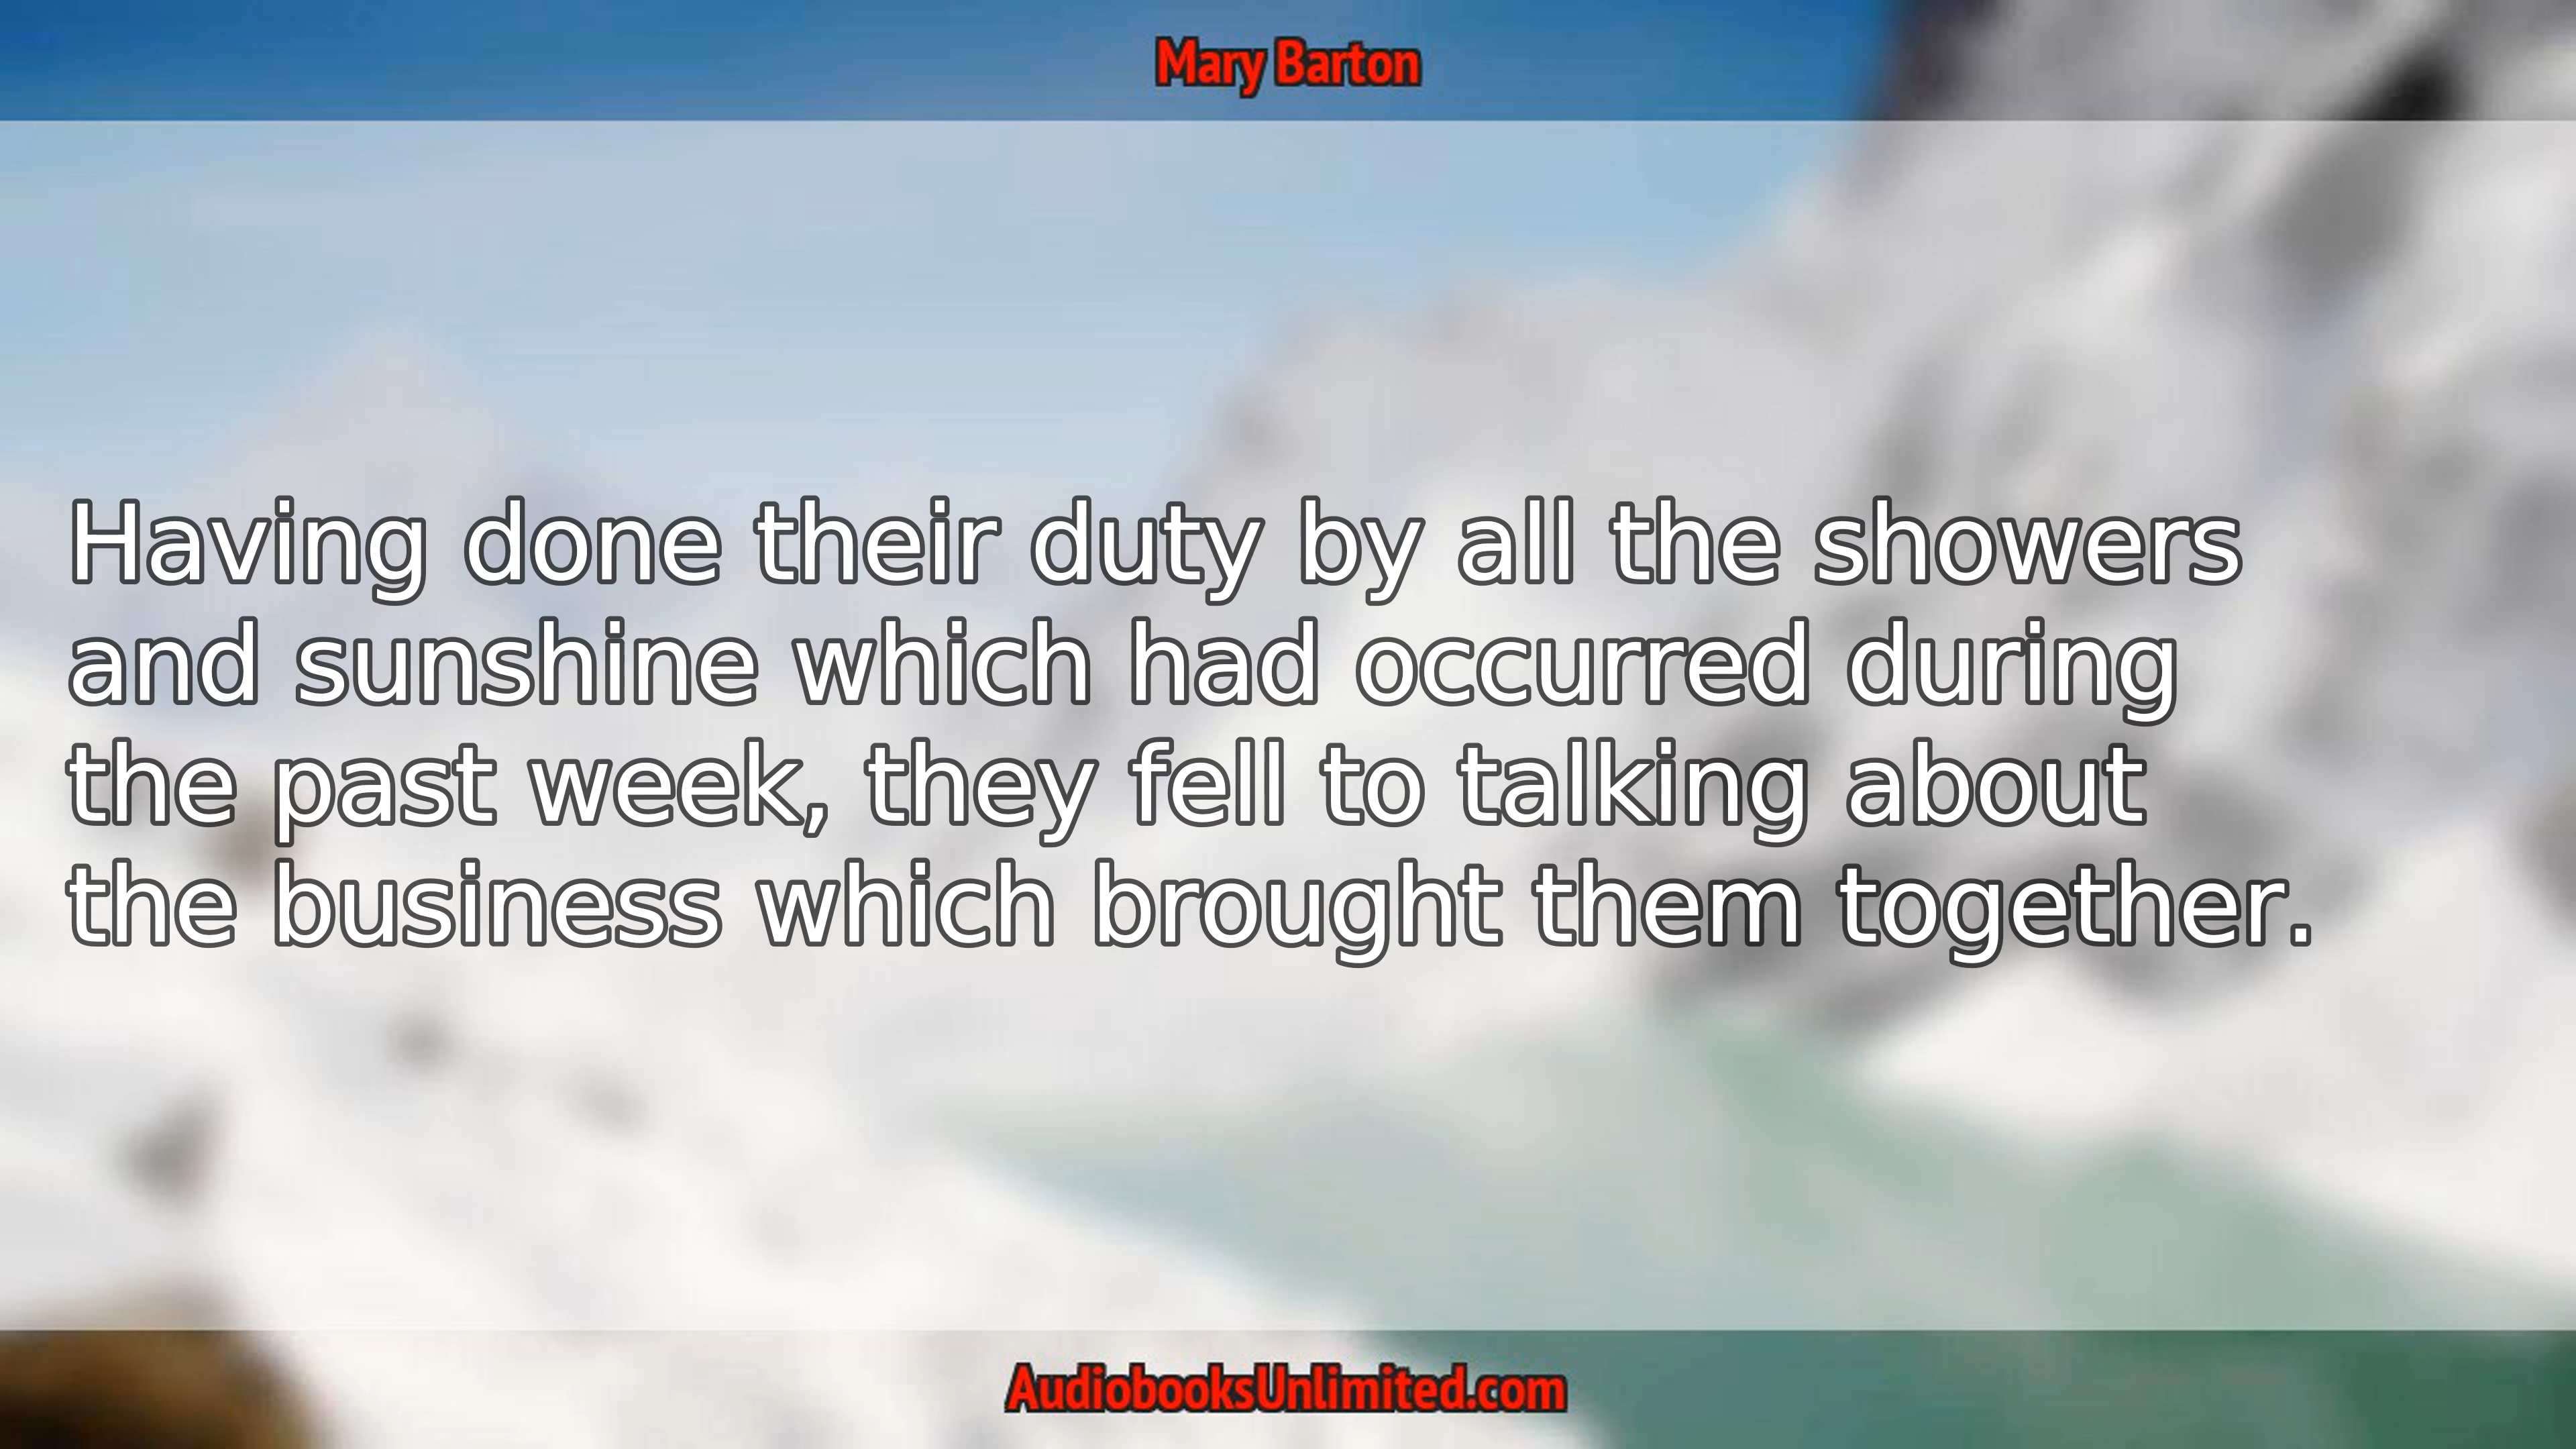 Mary Barton
Having done their duty by all the showers
and sunshine which had occurred during
the past week, they fell to talking about
the business which brought them together.
AudiobooksUnlimited.com